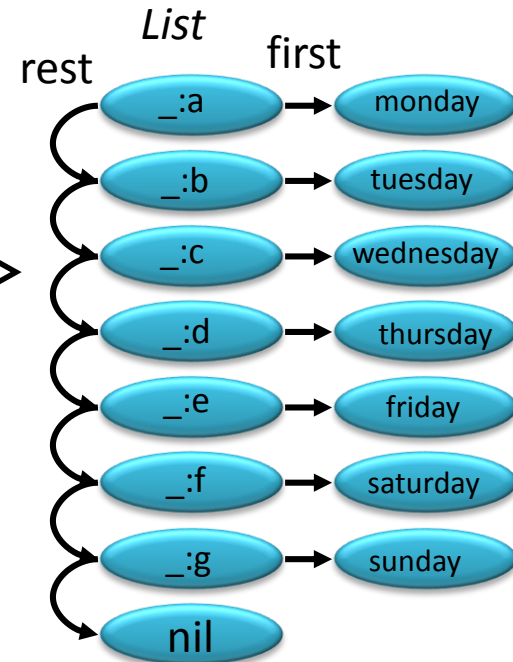 List
rest first
_:a monday
_:b tuesday
_:c wednesday
_:d thursday
_:e friday
_:f saturday
_:g sunday
nil